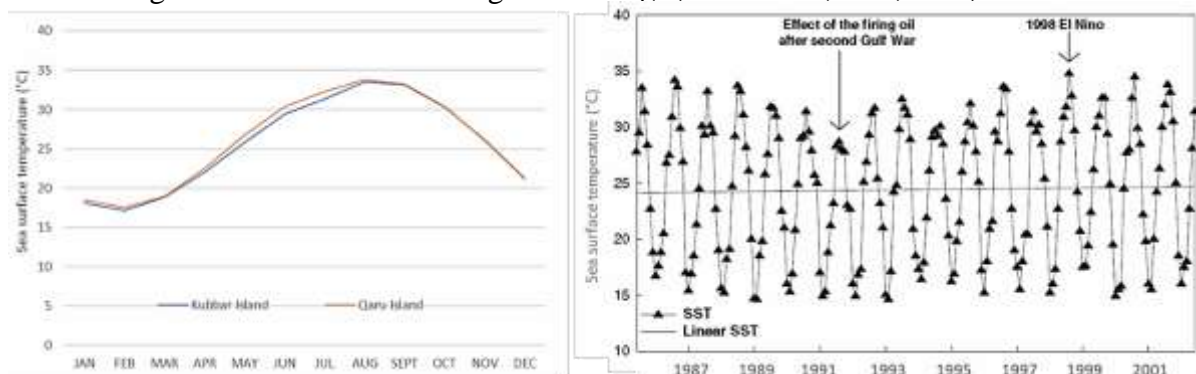 40
35
30
25
20
15
10
5
0
Sea surface temperature (°C)
Kubbar Island
Qaru Island
JAN FEB MAR APR MAY JUN JUL AUG SEPT OCT NOV DEC
40
35
30
25
20
15
10
Sea surface temperature (°C)
Effect of the firing oil
after second Gulf War
1998 El Nino
SST
Linear SST
1987 1989 1991 1993 1995 1997 1999 2001